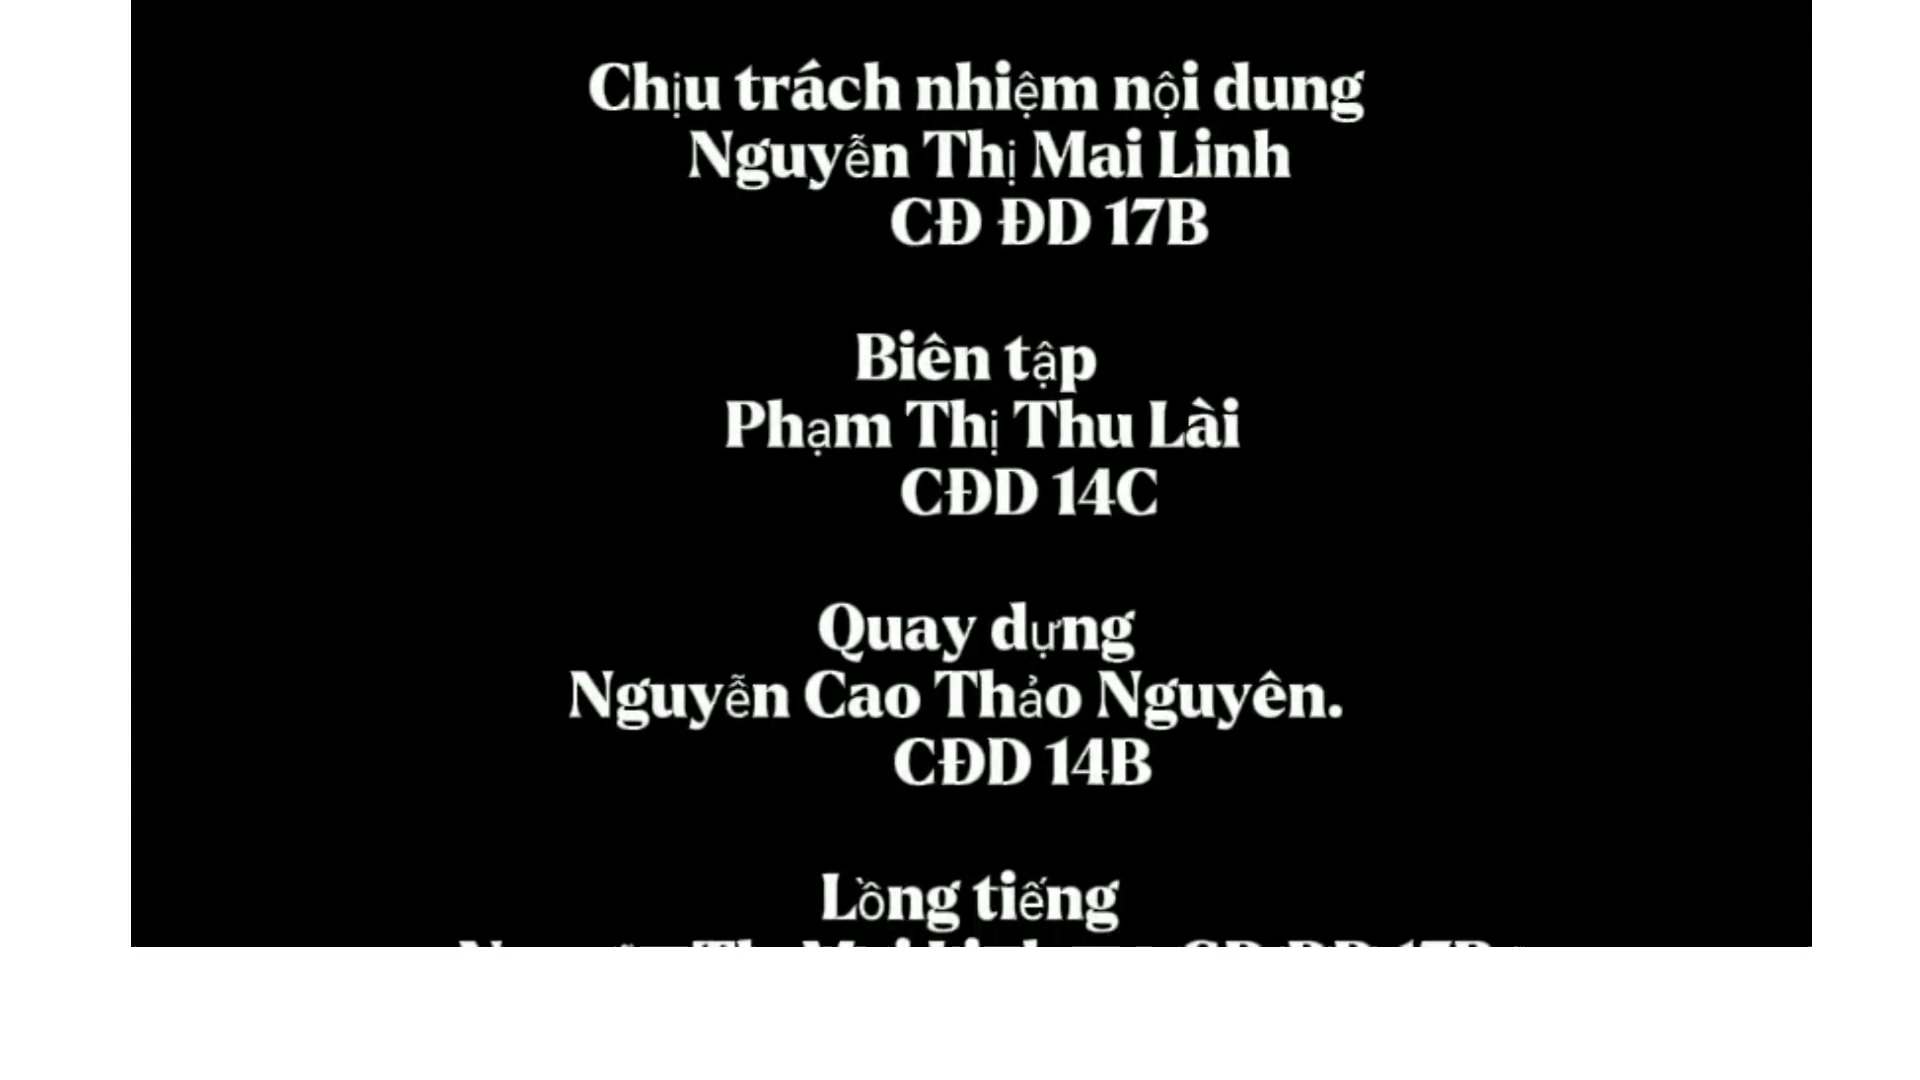 Chịu trách nhiệm nội dung
Nguyễn Thị Mai Linh
CĐ ĐD 17B
Biên tập
Phạm Thị Thu Lài
CĐD 14C
Quay dựng
Nguyễn Cao Thảo Nguyên.
CĐD 14B
Lồng tiếng